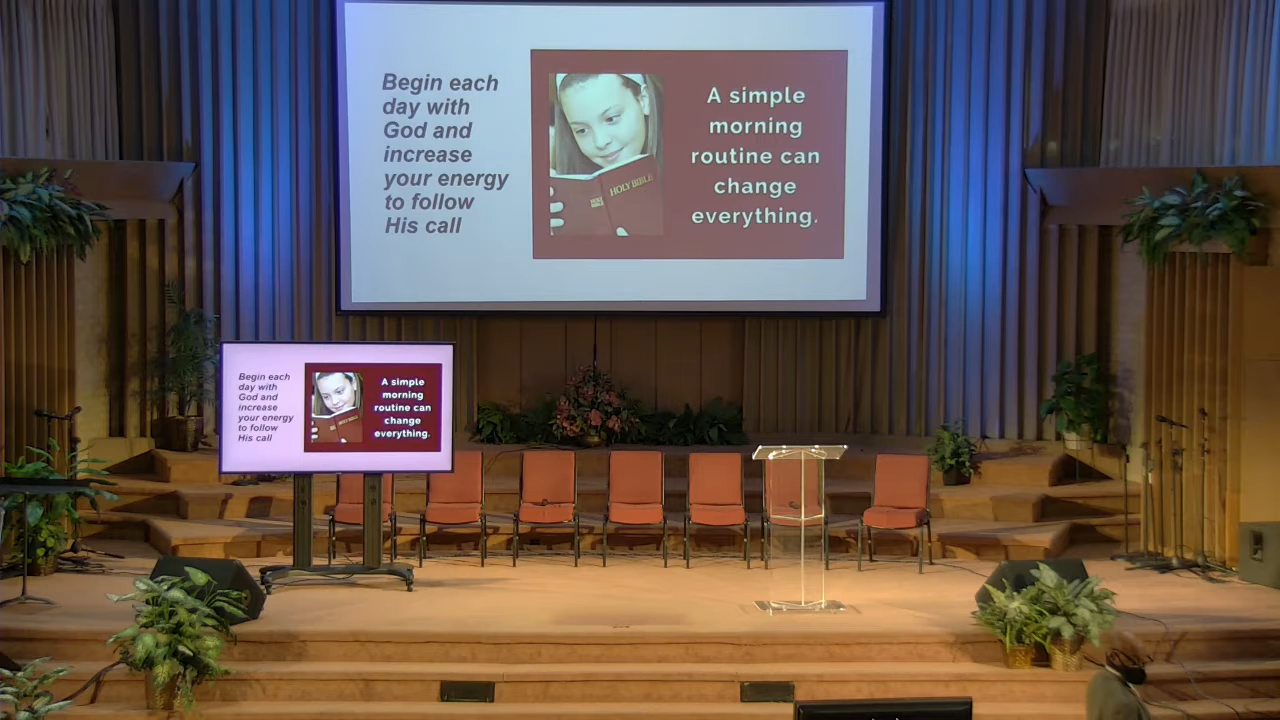 Begin each
day with
God and
increase
your energy
to follow
His call
HOLY BIBLE
A simple
morning
routine can
change
everything.
Begin each
day with
God and
increase
your energy
to follow
His call
A simple
morning
routine can
change
everything.